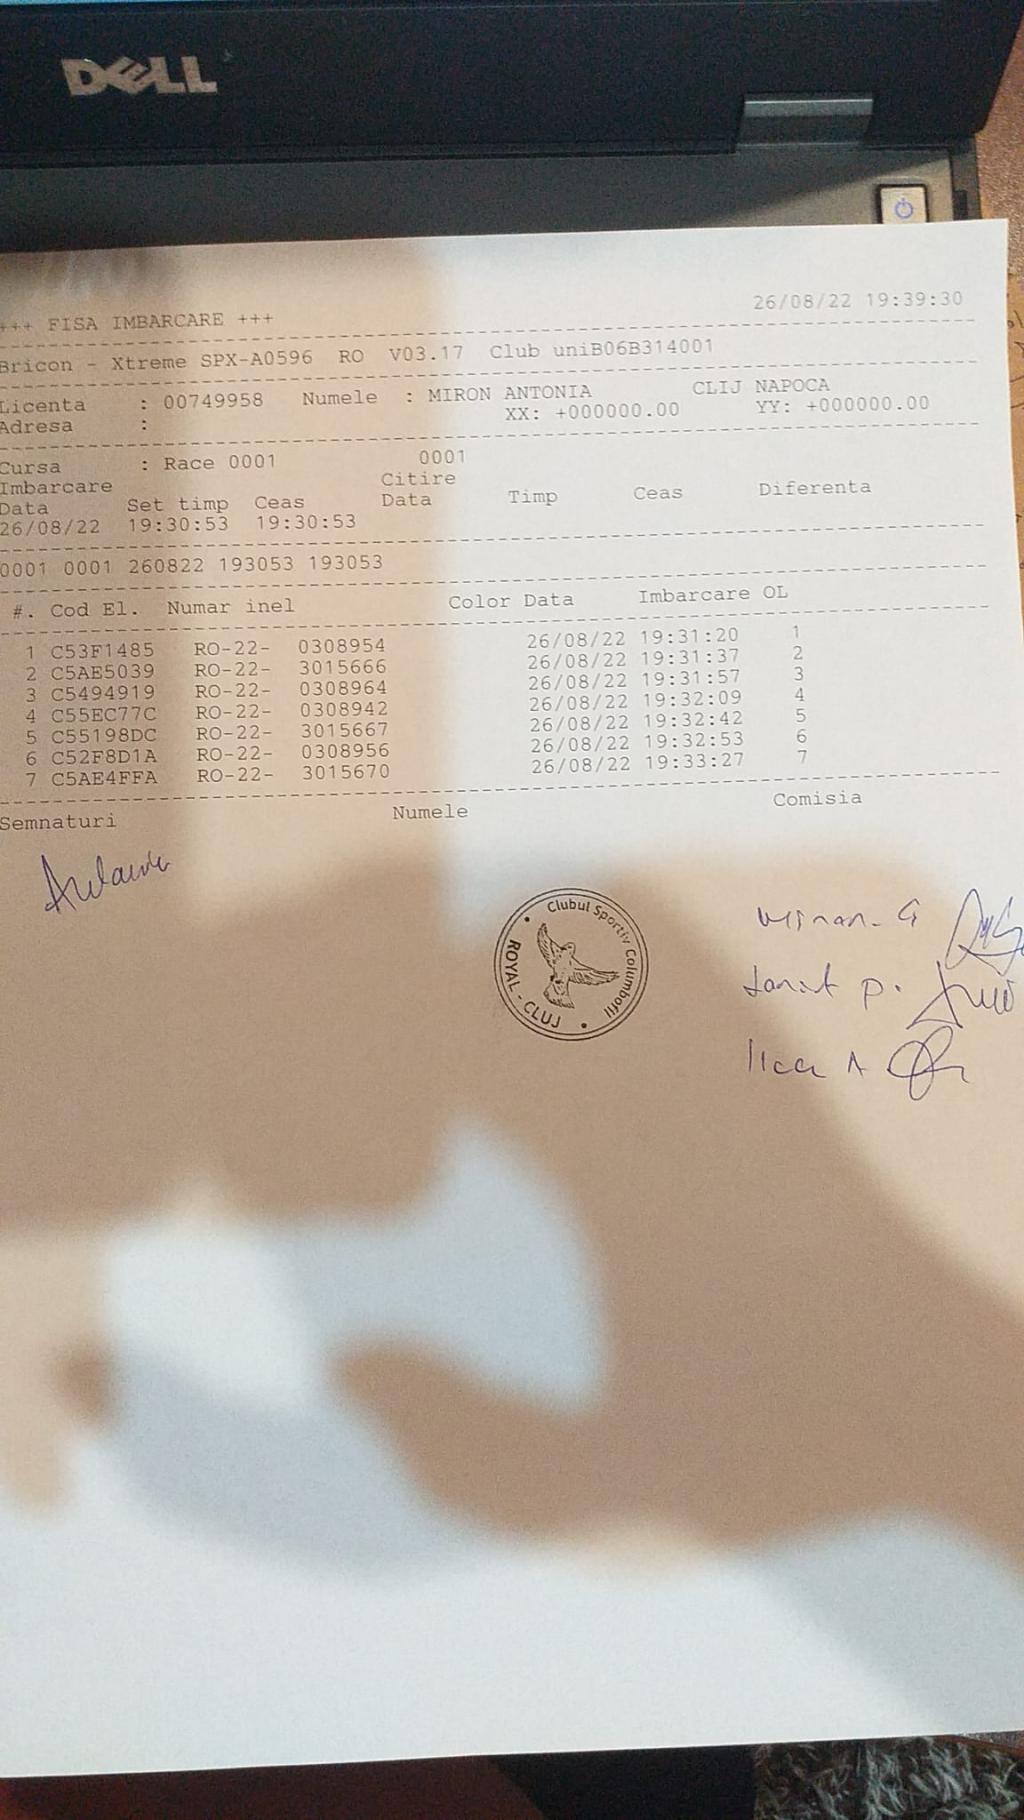 DELL
+++ FISA IMBARCARE +++ 26/08/22 19:39:30
Bricon - Xtreme SPX-A0596 RO V03.17 Club uniB06B314001
Licenta : 00749958 Numele : MIRON ANTONIA CLIJ NAPOCA
Adresa : XX: +000000.00 YY: +000000.00
Cursa : Race 0001 0001
Imbarcare Citire
Data Set timp Ceas Data Timp Ceas Diferenta
26/08/22 19:30:53 19:30:53
0001 0001 260822 193053 193053
#. Cod El. Numar inel Color Data Imbarcare OL
1 C53F1485 RO-22- 0308954 26/08/22 19:31:20 1
2 C5AE5039 RO-22- 3015666 26/08/22 19:31:37 2
3 C5494919 RO-22- 0308964 26/08/22 19:31:57 3
4 C55EC77C RO-22- 0308942 26/08/22 19:32:09 4
5 C55198DC RO-22- 3015667 26/08/22 19:32:42 5
6 C52F8D1A RO-22- 0308956 26/08/22 19:32:53 6
7 C5AE4FFA RO-22- 3015670 26/08/22 19:33:27 7
Semnaturi Numele Comisia
Clubul Sportiv Columbofil
ROYAL - CLUJ